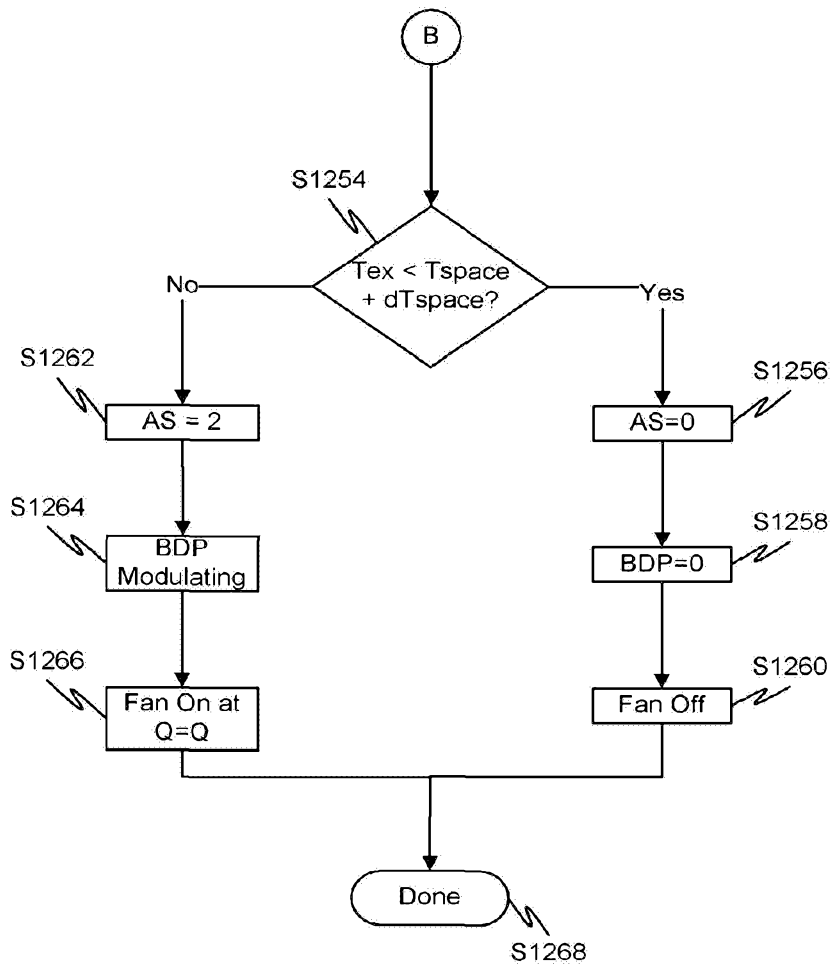 B
S1254
Tex < Tspace
+ dTspace?
No
Yes
S1262
AS = 2
S1256
AS=0
S1264
BDP
Modulating
S1258
BDP=0
S1266
Fan On at
Q=Q
S1260
Fan Off
Done
S1268